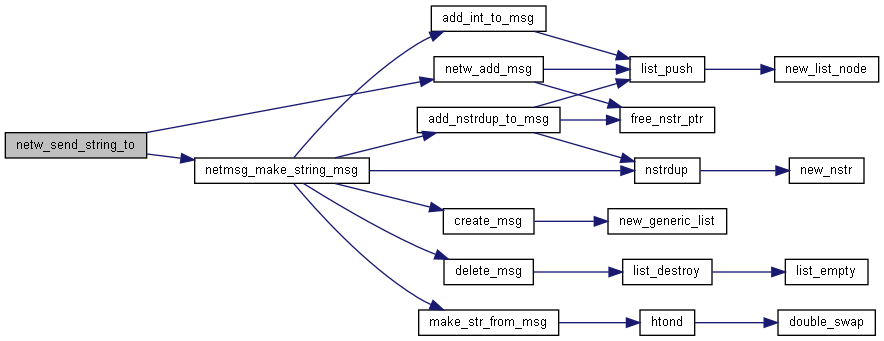 add_int_to_msg
netw_add_msg
list_push
new_list_node
add_nstrdup_to_msg
free_nstr_ptr
netw_send_string_to
netmsg_make_string_msg
nstrdup
new_nstr
create_msg
new_generic_list
delete_msg
list_destroy
list_empty
make_str_from_msg
htond
double_swap